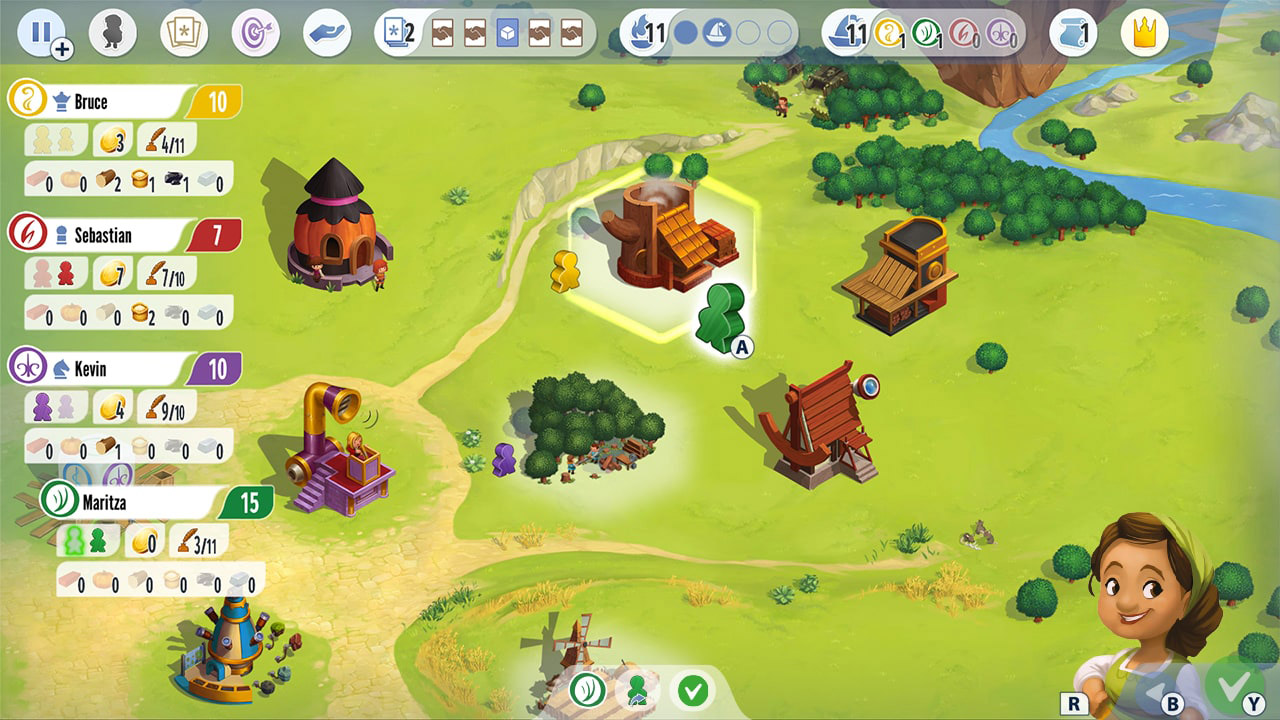 2
11
11 1 1 0 0
1
+
Bruce 10
3 4/11
0 0 2 1 1 0
Sebastian 7
7 7/10
0 0 0 2 0 0
Kevin 10
4 9/10
0 0 1 0 0 0
Maritza 15
0 3/11
0 0 0 0 0 0
A
R B Y